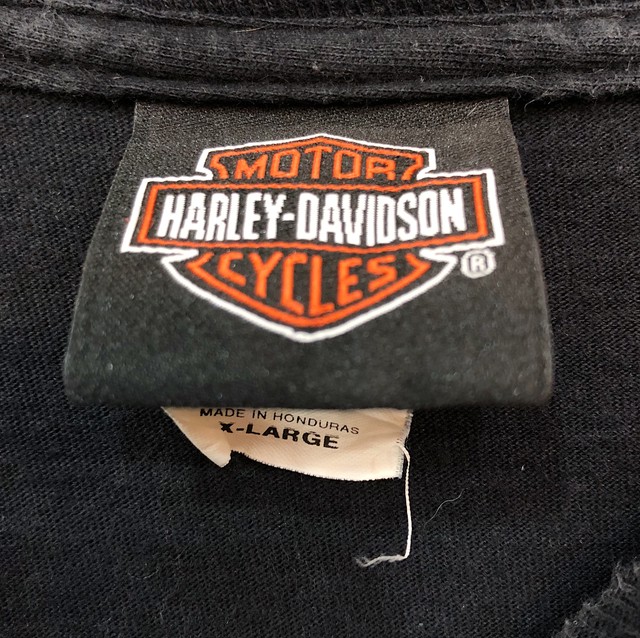 MOTOR
HARLEY-DAVIDSON
CYCLES
®
MADE IN HONDURAS
X-LARGE